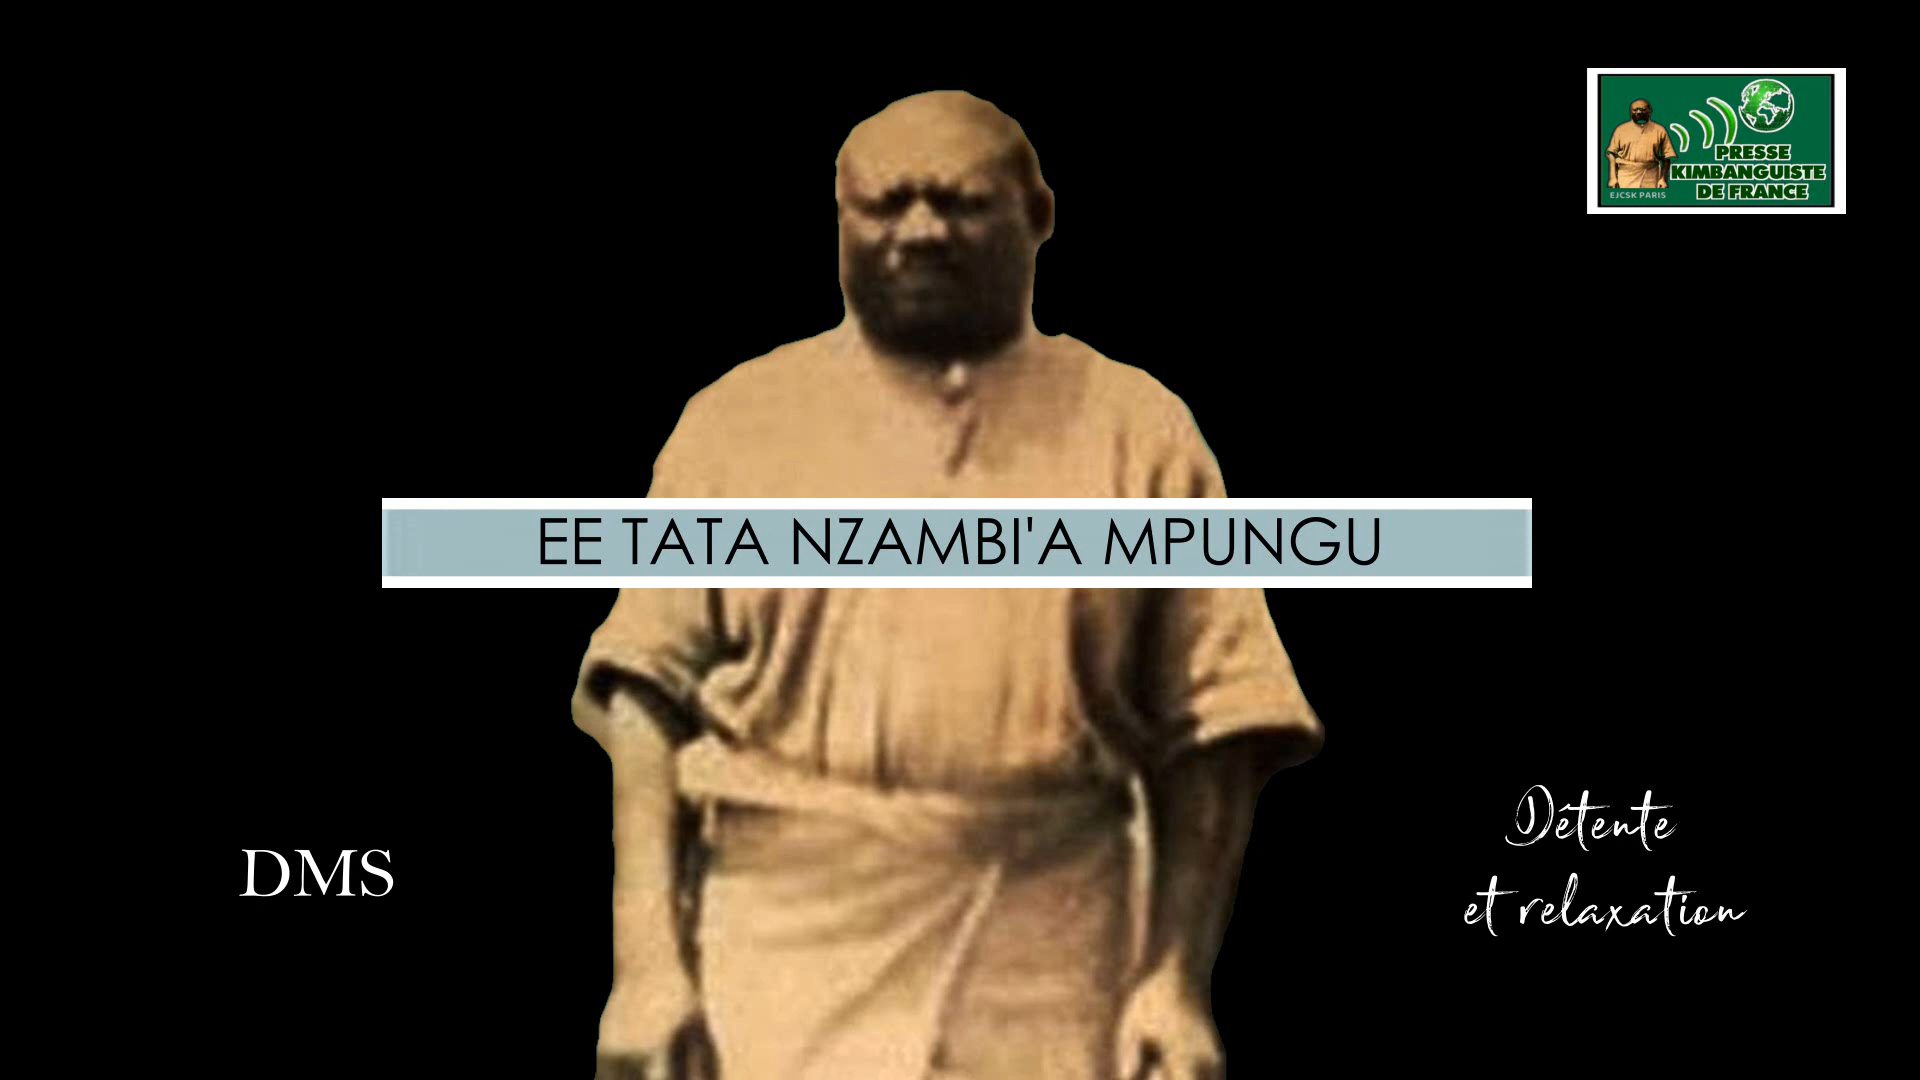 PRESSE
KIMBANGUISTE
DE FRANCE
EJCSK PARIS
EE TATA NZAMBI'A MPUNGU
DMS
Détente
et relaxation